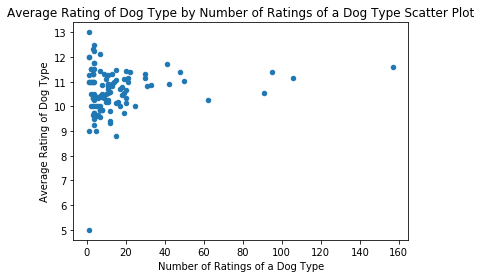 Average Rating of Dog Type by Number of Ratings of a Dog Type Scatter Plot
13
12
11
10
9
8
7
6
5
Average Rating of Dog Type
0 20 40 60 80 100 120 140 160
Number of Ratings of a Dog Type